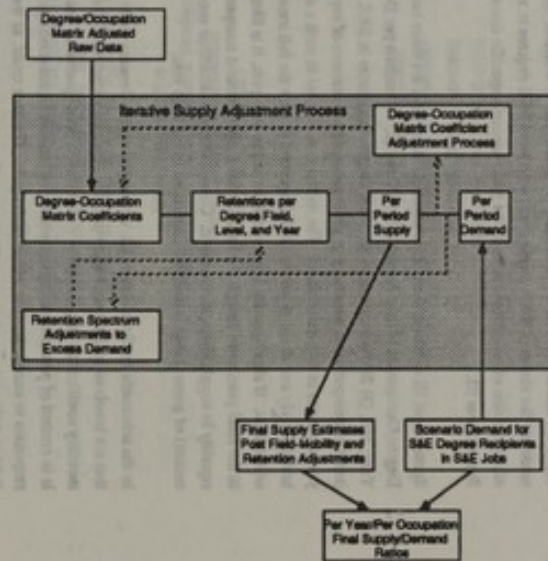 Degree/Occupation
Matrix Adjusted
Raw Data
Iterative Supply Adjustment Process
Degree-Occupation
Matrix Coefficient
Adjustment Process
Degree-Occupation
Matrix Coefficients
Retentions per
Degree Field,
Level, and Year
Per
Period
Supply
Per
Period
Demand
Retention Spectrum
Adjustments to
Excess Demand
Final Supply Estimates
Post Field-Mobility and
Retention Adjustments
Scenario Demand for
S&E Degree Recipients
in S&E Jobs
Per Year/Per Occupation
Final Supply/Demand
Ratios